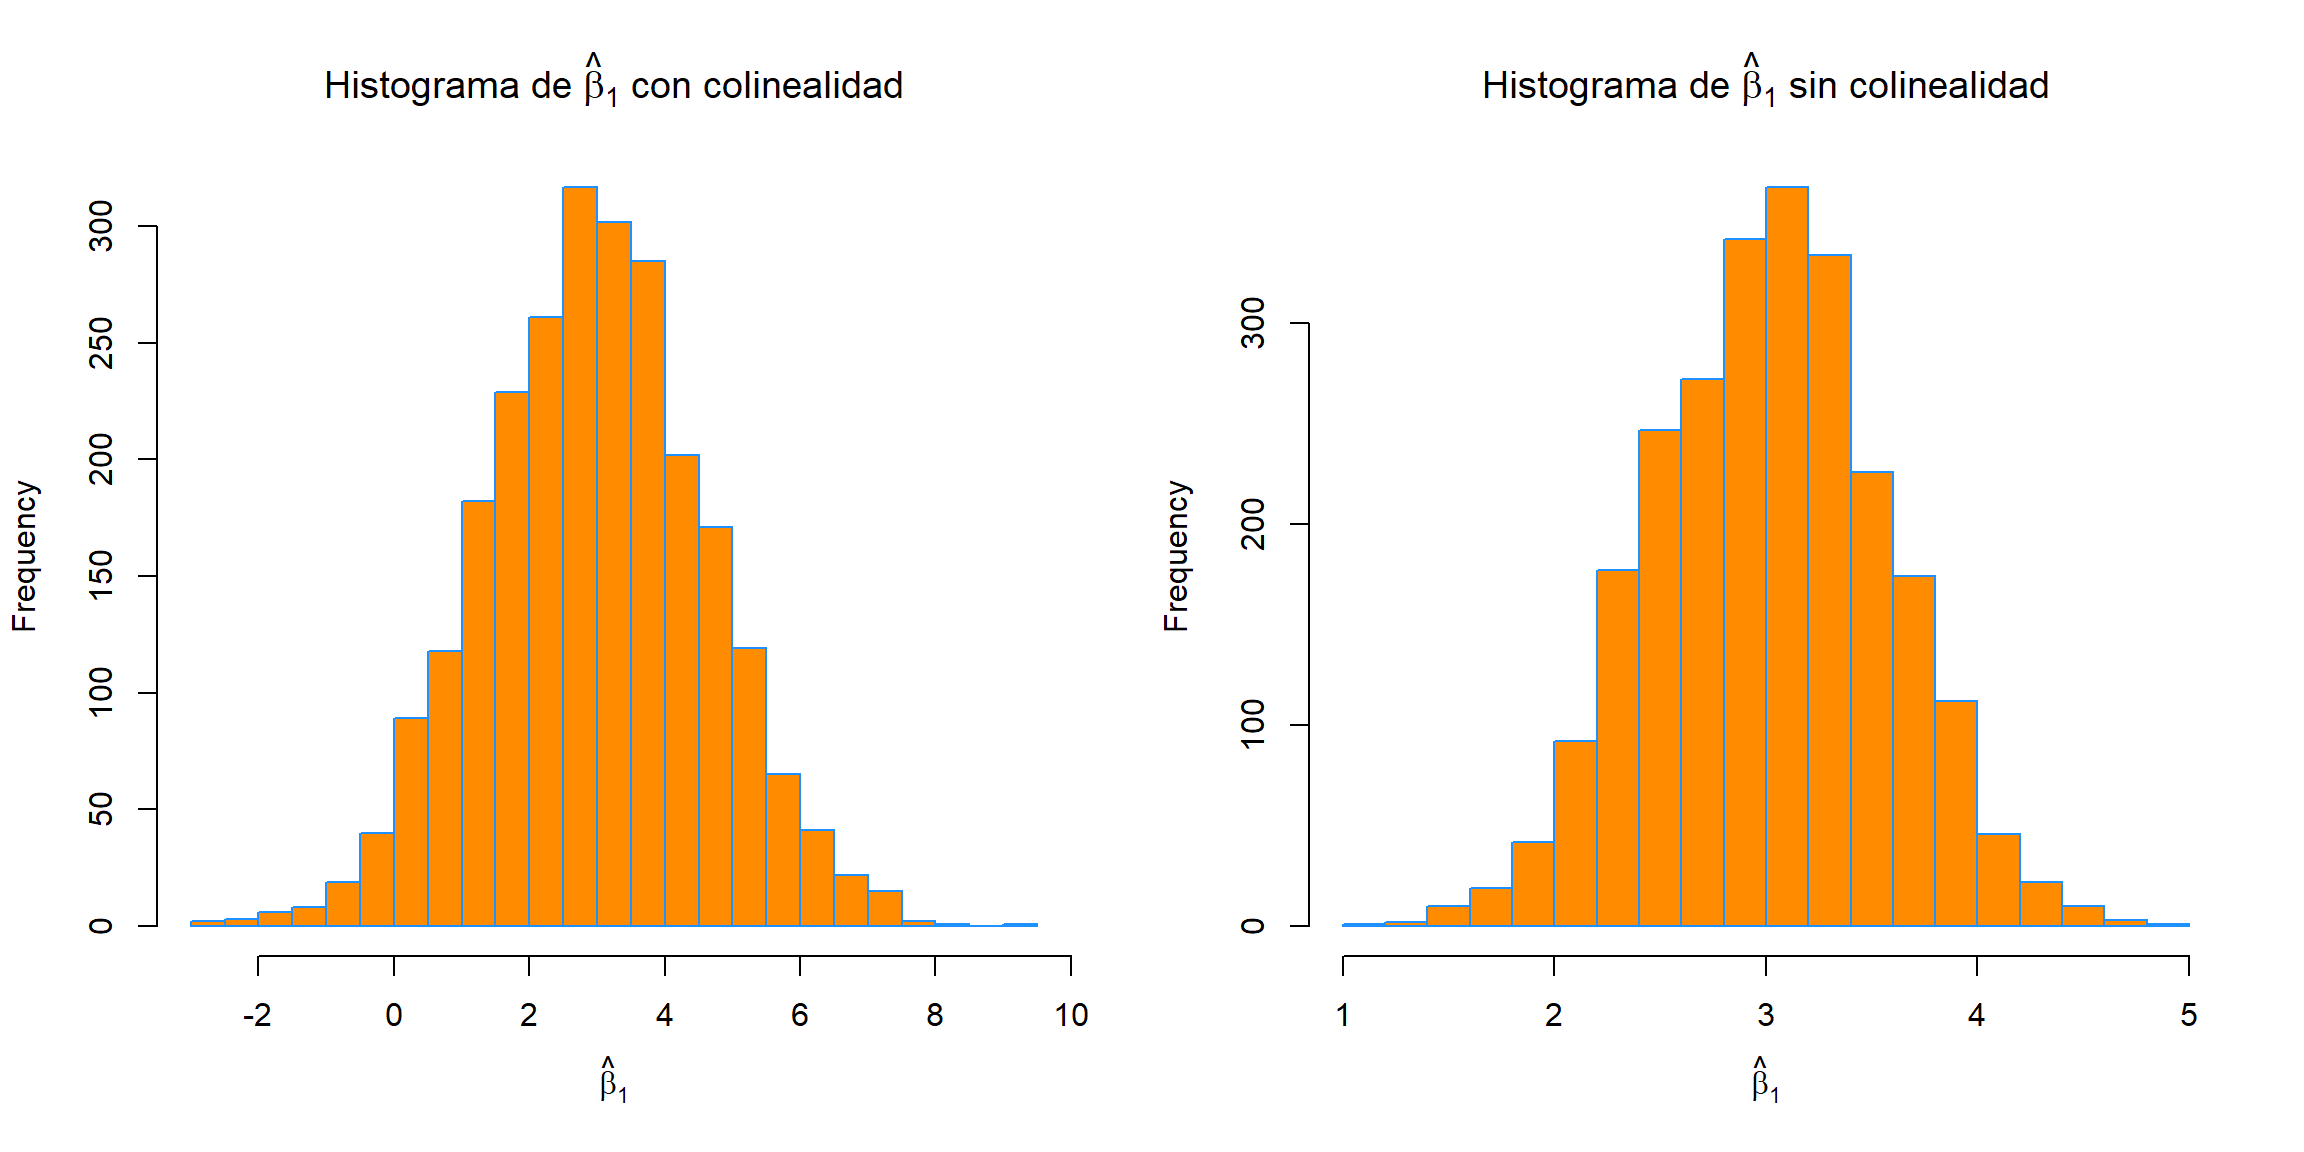 Histograma de β̂₁ con colinealidad
Frequency
0 50 100 150 200 250 300
-2 0 2 4 6 8 10
β̂₁
Histograma de β̂₁ sin colinealidad
Frequency
0 100 200 300
1 2 3 4 5
β̂₁